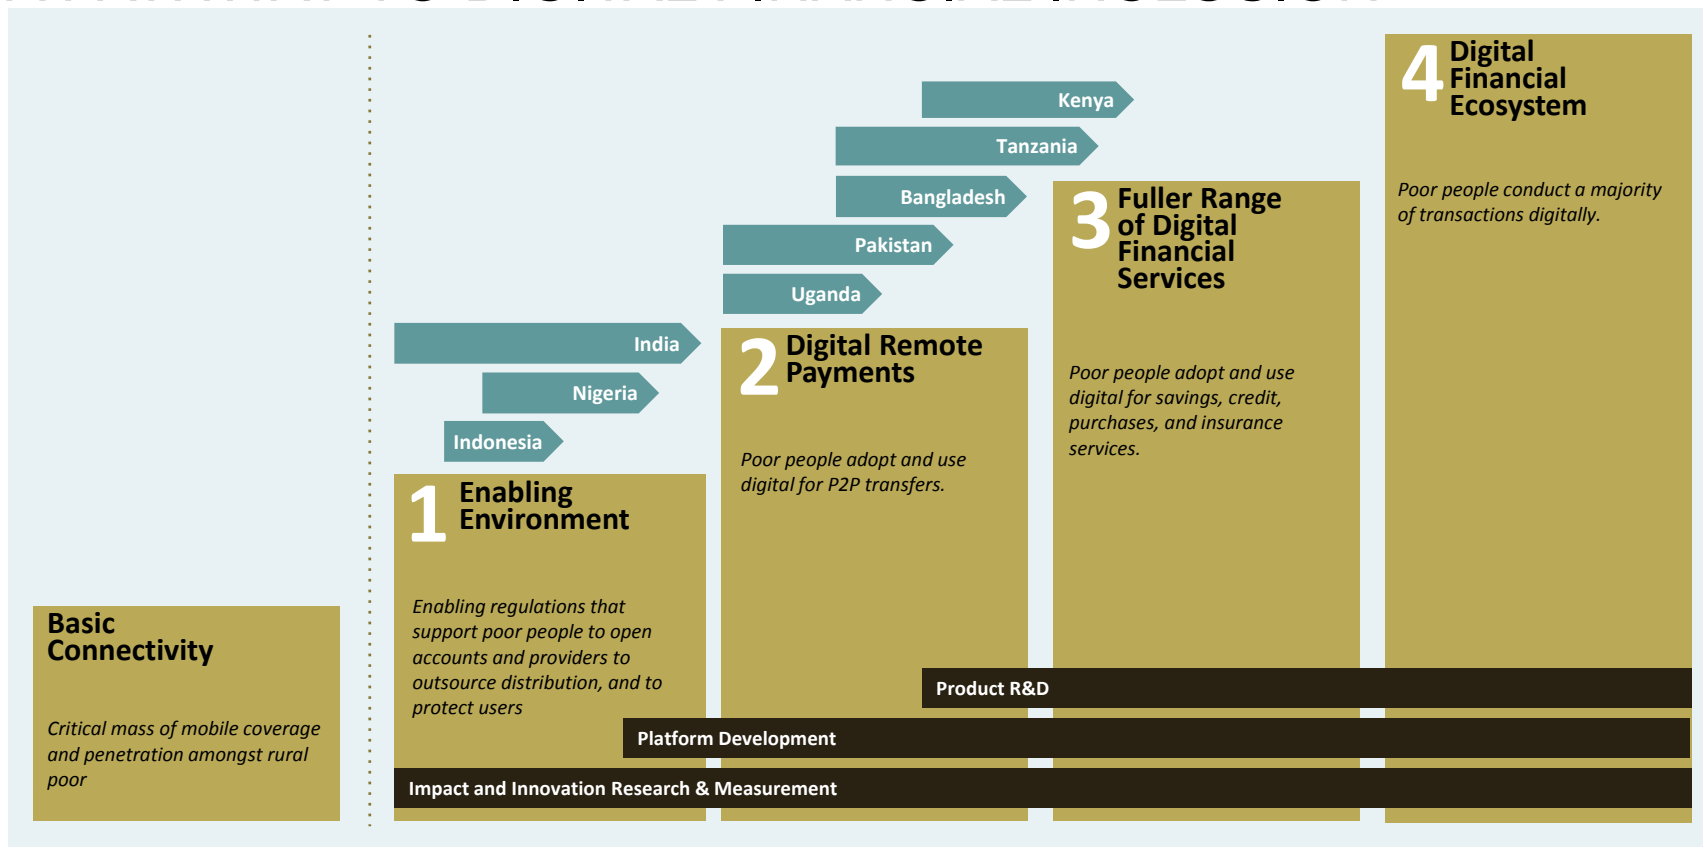 Kenya
Tanzania
Bangladesh
Pakistan
Uganda
India
Nigeria
Indonesia
Basic
Connectivity
Critical mass of mobile coverage
and penetration amongst rural
poor
1
Enabling
Environment
Enabling regulations that
support poor people to open
accounts and providers to
outsource distribution, and to
protect users
2
Digital Remote
Payments
Poor people adopt and use
digital for P2P transfers.
3
Fuller Range
of Digital
Financial
Services
Poor people adopt and use
digital for savings, credit,
purchases, and insurance
services.
4
Digital
Financial
Ecosystem
Poor people conduct a majority
of transactions digitally.
Product R&D
Platform Development
Impact and Innovation Research & Measurement